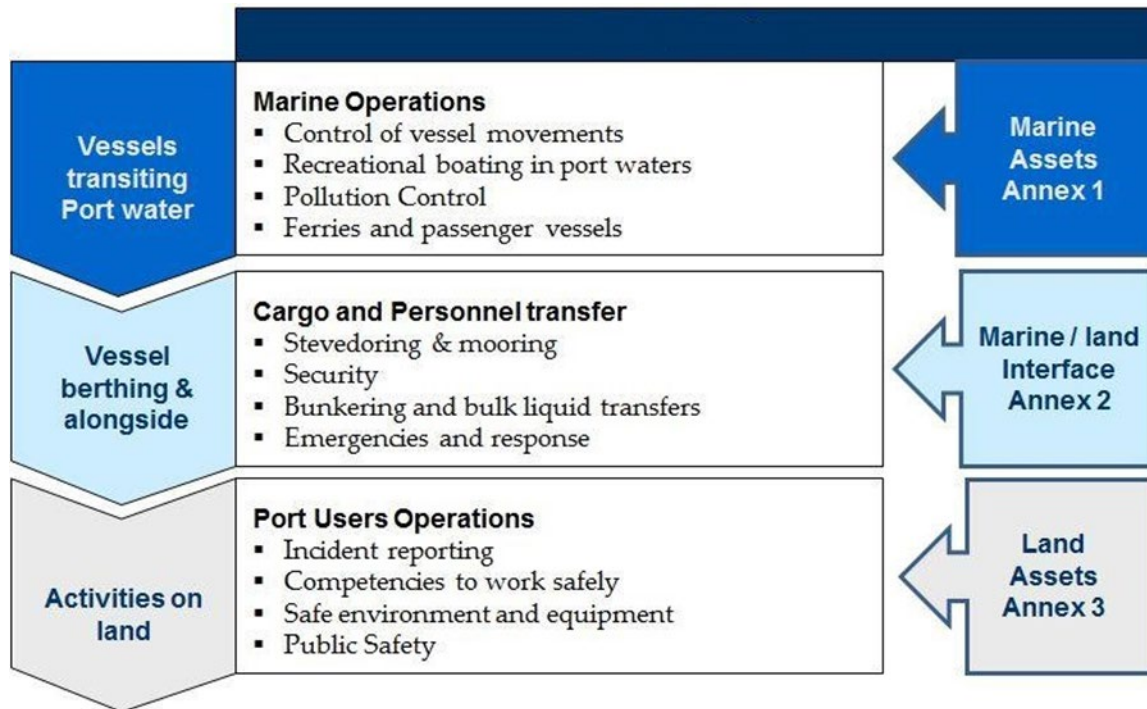 Vessels
transiting
Port water
Marine Operations
▪ Control of vessel movements
▪ Recreational boating in port waters
▪ Pollution Control
▪ Ferries and passenger vessels
Marine
Assets
Annex 1
Vessel
berthing &
alongside
Cargo and Personnel transfer
▪ Stevedoring & mooring
▪ Security
▪ Bunkering and bulk liquid transfers
▪ Emergencies and response
Marine / land
Interface
Annex 2
Activities on
land
Port Users Operations
▪ Incident reporting
▪ Competencies to work safely
▪ Safe environment and equipment
▪ Public Safety
Land
Assets
Annex 3